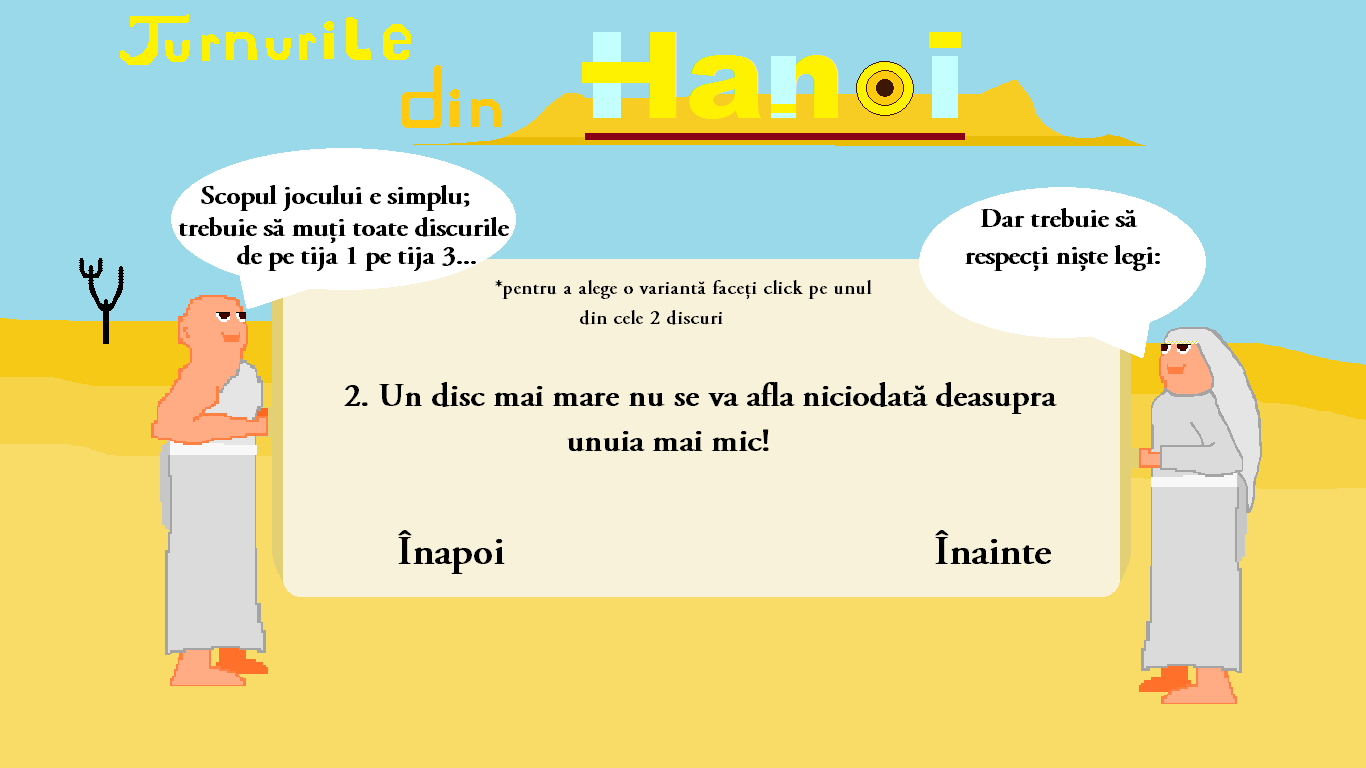 Turnurile
din
Hanoi
Scopul jocului e simplu;
trebuie să muți toate discurile
de pe tija 1 pe tija 3...
Dar trebuie să
respecți niște legi:
*pentru a alege o variantă faceți click pe unul
din cele 2 discuri
2. Un disc mai mare nu se va afla niciodată deasupra
unuia mai mic!
Înapoi
Înainte